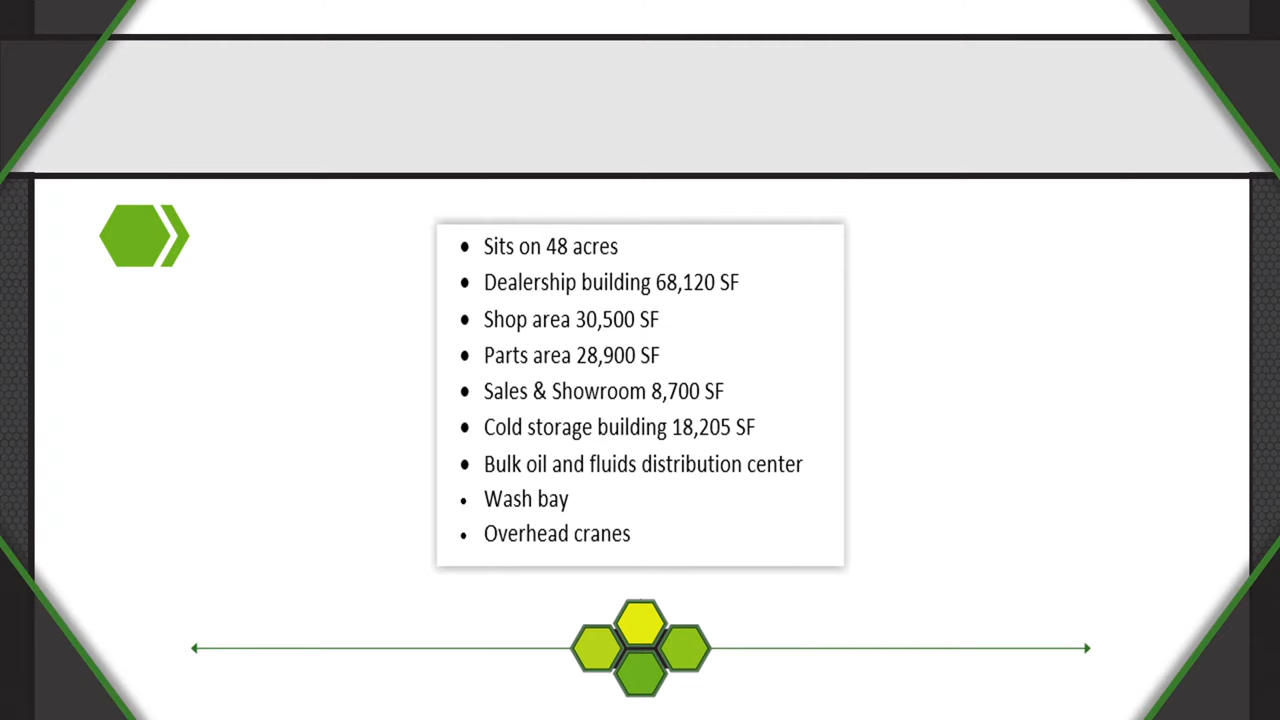 • Sits on 48 acres
• Dealership building 68,120 SF
• Shop area 30,500 SF
• Parts area 28,900 SF
• Sales & Showroom 8,700 SF
• Cold storage building 18,205 SF
• Bulk oil and fluids distribution center
• Wash bay
• Overhead cranes